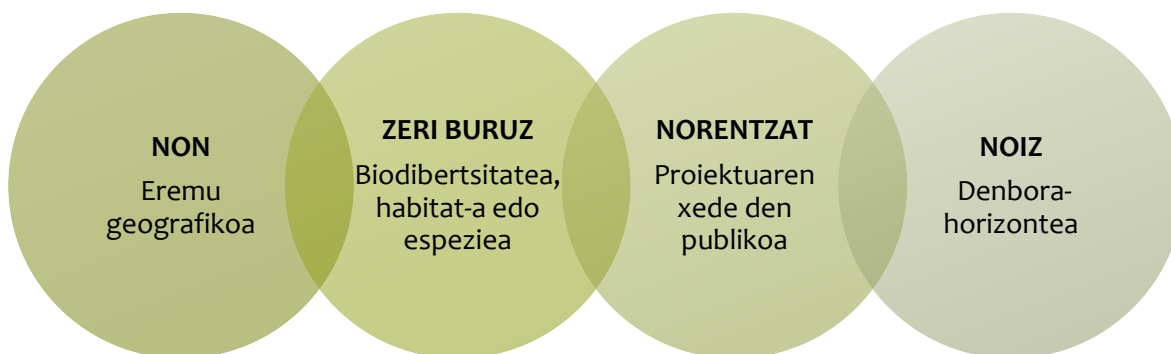 NON
Eremu
geografikoa
ZERI BURUZ
Biodibertsitatea,
habitat-a edo
espeziea
NORENTZAT
Proiektuaren
xede den
publikoa
NOIZ
Denbora-
horizontea